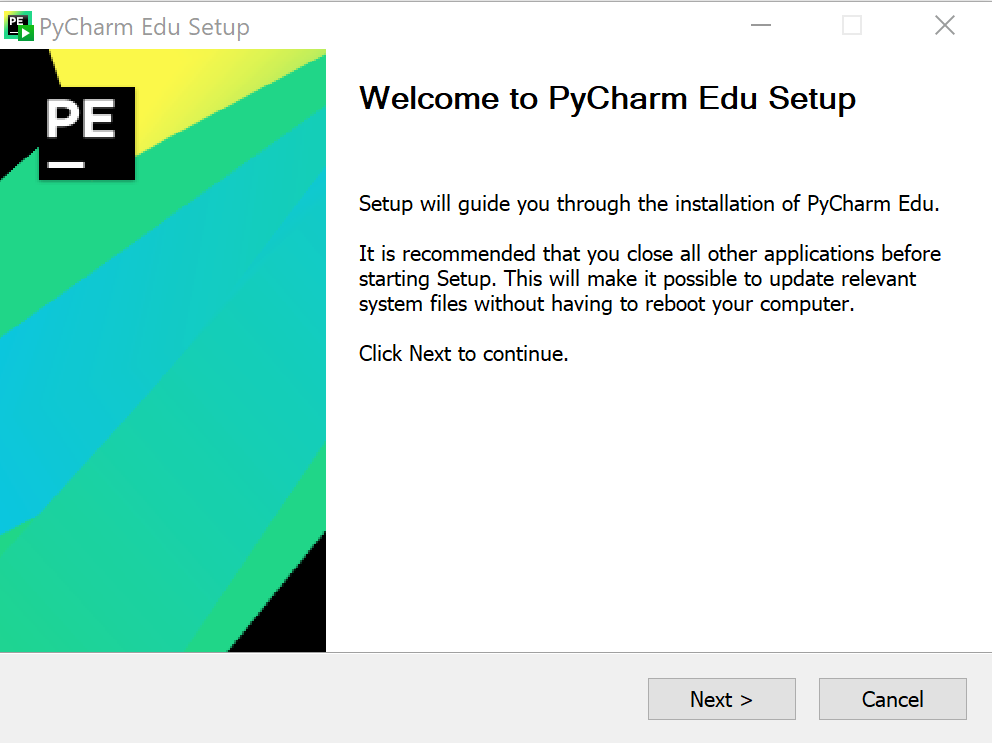 PyCharm Edu Setup
PE
Welcome to PyCharm Edu Setup
Setup will guide you through the installation of PyCharm Edu.
It is recommended that you close all other applications before
starting Setup. This will make it possible to update relevant
system files without having to reboot your computer.
Click Next to continue.
Next >
Cancel